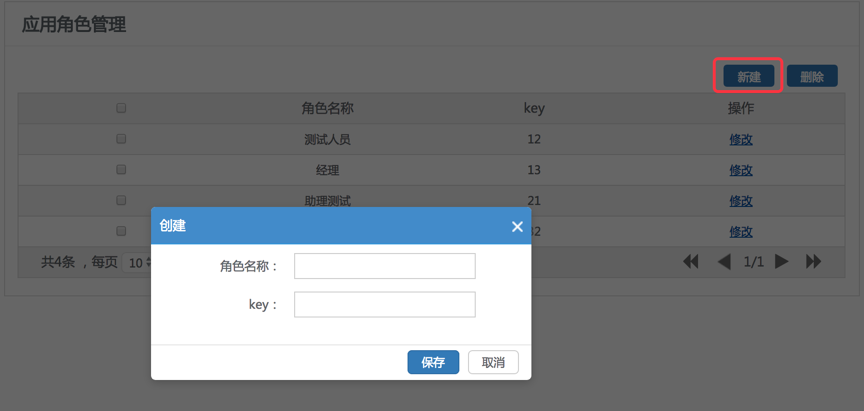 应用角色管理
新建 删除
角色名称 key 操作
测试人员 12 修改
经理 13 修改
助理测试 21 修改
修改
共4条 ，每页 10 1/1
创建
角色名称：
key：
保存 取消